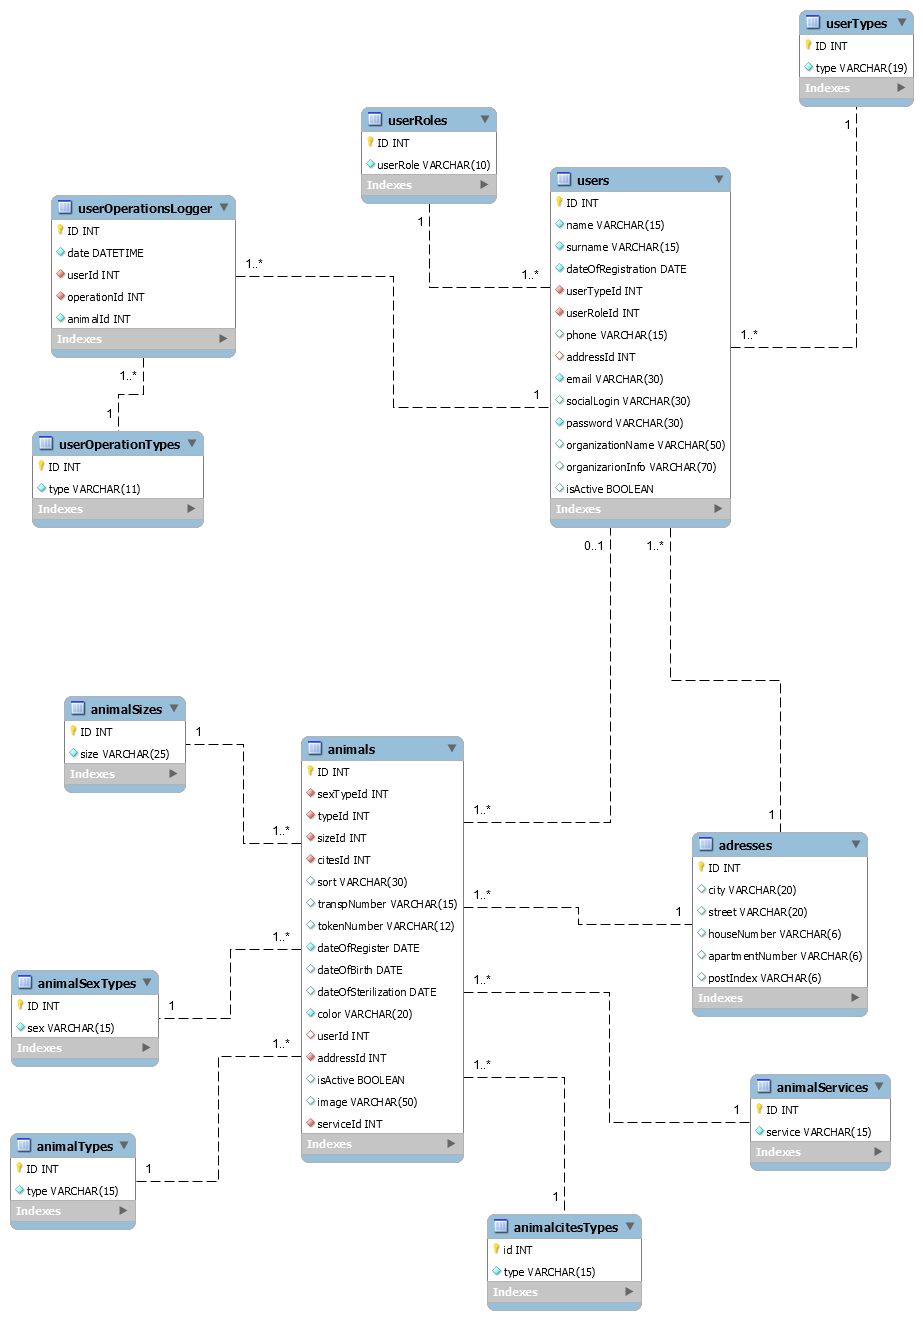 userTypes
ID INT
type VARCHAR(19)
Indexes
1
userRoles
ID INT
userRole VARCHAR(10)
Indexes
1
1..*
users
ID INT
name VARCHAR(15)
surname VARCHAR(15)
dateOfRegistration DATE
userTypeId INT
userRoleId INT
phone VARCHAR(15)
addressId INT
email VARCHAR(30)
socialLogin VARCHAR(30)
password VARCHAR(30)
organizationName VARCHAR(50)
organizarionInfo VARCHAR(70)
isActive BOOLEAN
Indexes
1..*
1
0..1
1..*
userOperationsLogger
ID INT
date DATETIME
userId INT
operationId INT
animalId INT
Indexes
1..*
1..*
1
userOperationTypes
ID INT
type VARCHAR(11)
Indexes
animalSizes
ID INT
size VARCHAR(25)
Indexes
1
1..*
animals
ID INT
sexTypeId INT
typeId INT
sizeId INT
citesId INT
sort VARCHAR(30)
transpNumber VARCHAR(15)
tokenNumber VARCHAR(12)
dateOfRegister DATE
dateOfBirth DATE
dateOfSterilization DATE
color VARCHAR(20)
userId INT
addressId INT
isActive BOOLEAN
image VARCHAR(50)
serviceId INT
Indexes
1..*
1..*
1..*
1..*
1..*
1..*
1
1
adresses
ID INT
city VARCHAR(20)
street VARCHAR(20)
houseNumber VARCHAR(6)
apartmentNumber VARCHAR(6)
postIndex VARCHAR(6)
Indexes
animalSexTypes
ID INT
sex VARCHAR(15)
Indexes
1
animalServices
ID INT
service VARCHAR(15)
Indexes
1
animalTypes
ID INT
type VARCHAR(15)
Indexes
1
1
animalcitesTypes
id INT
type VARCHAR(15)
Indexes